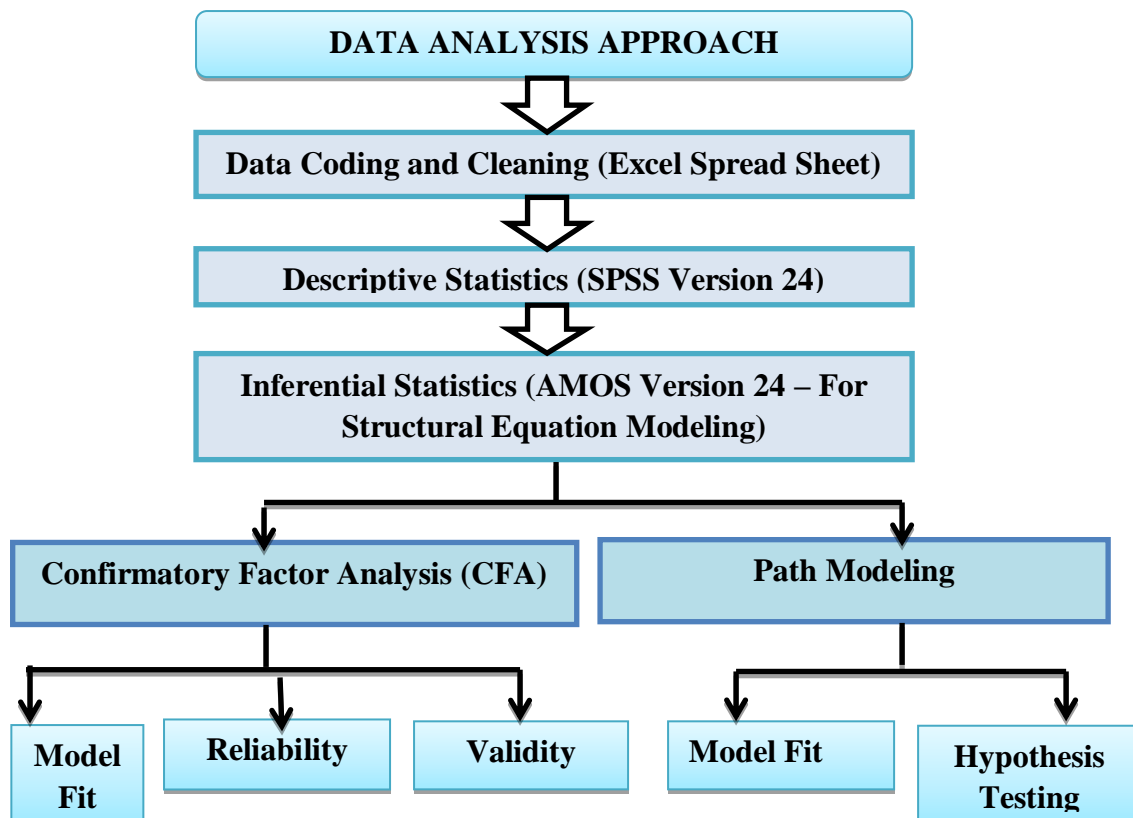 DATA ANALYSIS APPROACH
Data Coding and Cleaning (Excel Spread Sheet)
Descriptive Statistics (SPSS Version 24)
Inferential Statistics (AMOS Version 24 – For
Structural Equation Modeling)
Confirmatory Factor Analysis (CFA)
Path Modeling
Model
Fit
Reliability
Validity
Model Fit
Hypothesis
Testing